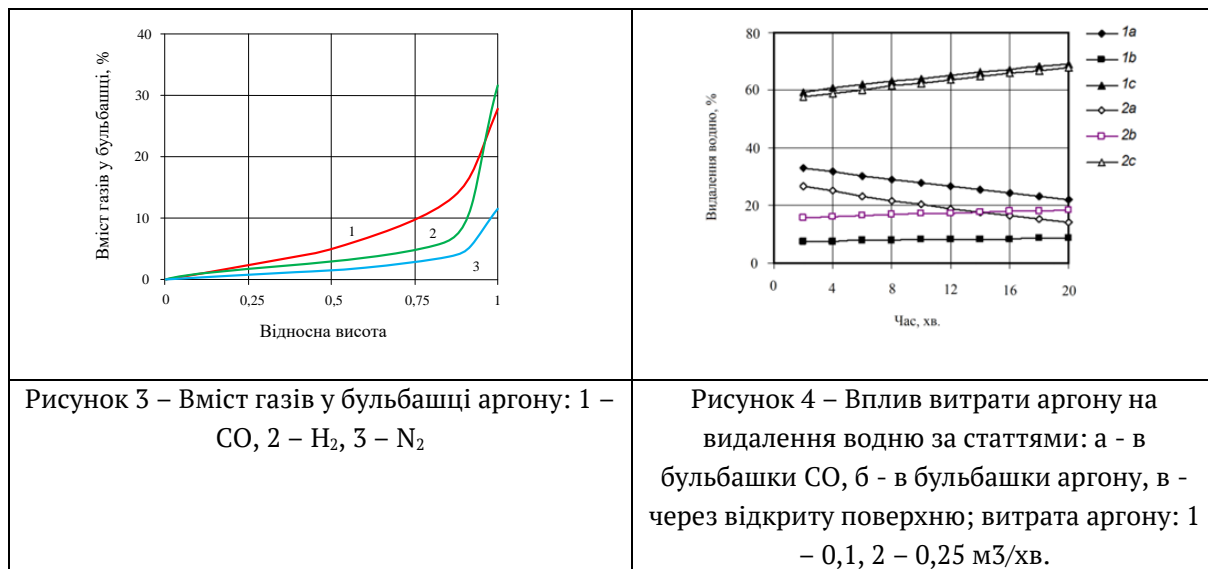 40
30
20
10
0
Вміст газів у бульбашці, %
1
2
3
0
0,25
0,5
0,75
1
Відносна висота
80
60
40
20
0
Видалення водню, %
0
4
8
12
16
20
Час, хв.
1a
1b
1c
2a
2b
2c
Рисунок 3 – Вміст газів у бульбашці аргону: 1 –
CO, 2 – H₂, 3 – N₂
Рисунок 4 – Вплив витрати аргону на
видалення водню за статтями: а - в
бульбашки СО, б - в бульбашки аргону, в -
через відкриту поверхню; витрата аргону: 1
– 0,1, 2 – 0,25 м3/хв.